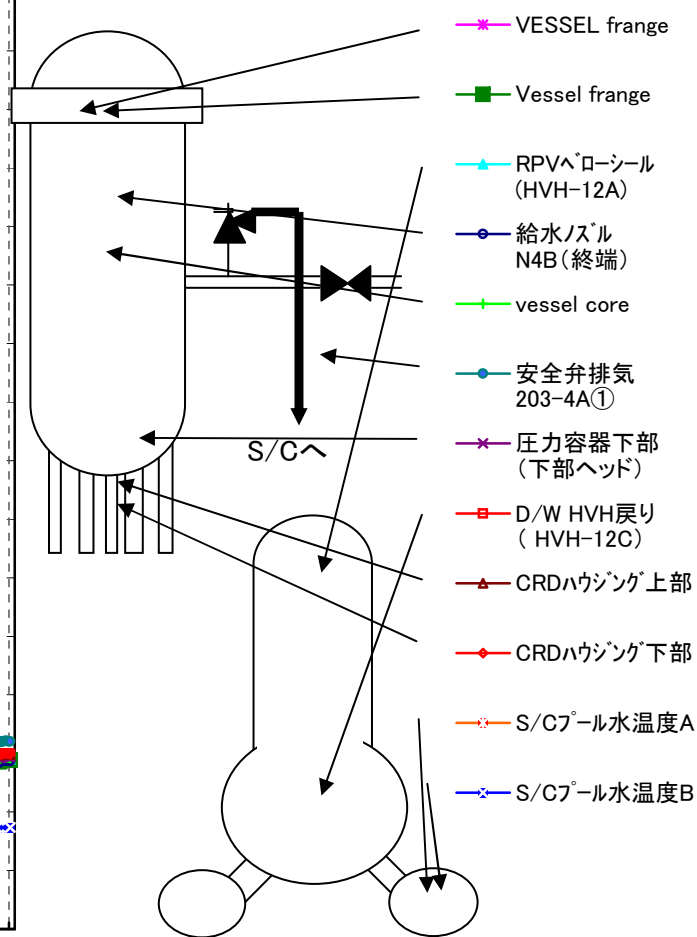 VESSEL frange
Vessel frange
RPVベローシール
(HVH-12A)
給水ノズル
N4B(終端)
vessel core
安全弁排気
203-4A①
圧力容器下部
(下部ヘッド)
D/W HVH戻り
( HVH-12C)
CRDハウジング上部
CRDハウジング下部
S/Cプール水温度A
S/Cプール水温度B
S/Cへ